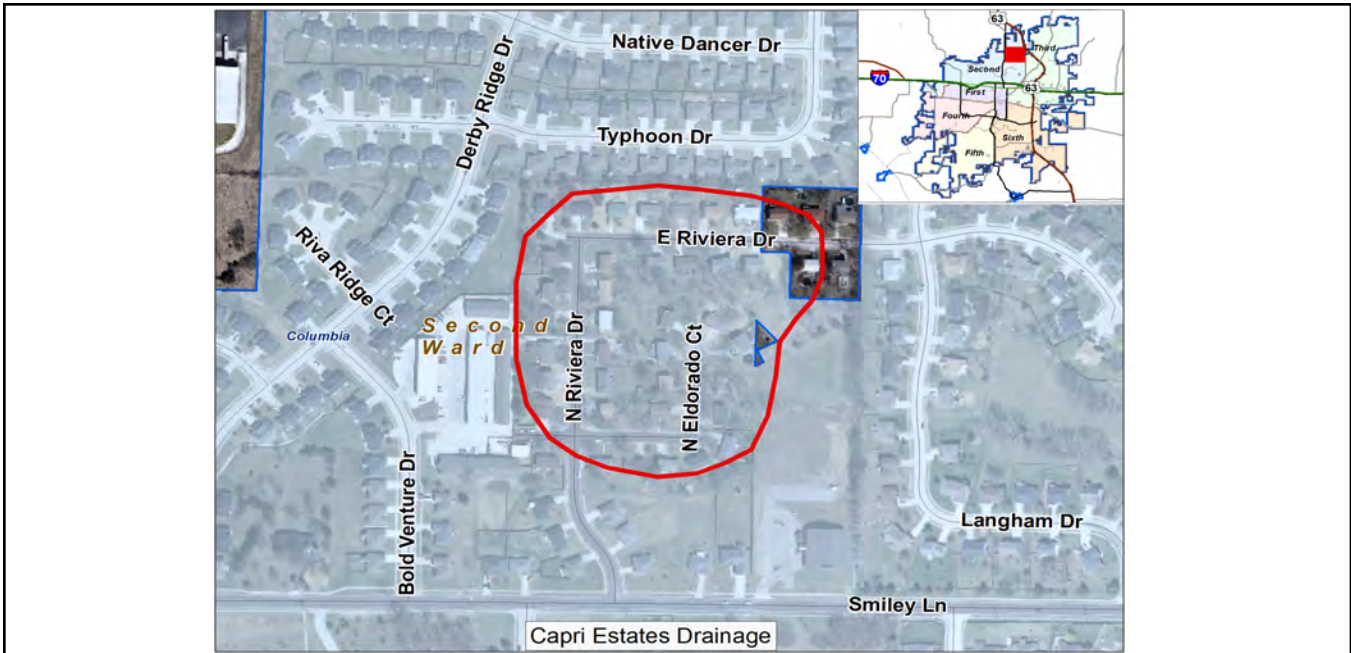 Native Dancer Dr
Derby Ridge Dr
Typhoon Dr
E Riviera Dr
Riva Ridge Ct
Columbia
Second
Ward
N Riviera Dr
N Eldorado Ct
Bold Venture Dr
Langham Dr
Smiley Ln
Capri Estates Drainage
63
Third
Second
70
63
First
Fourth
Sixth
Fifth